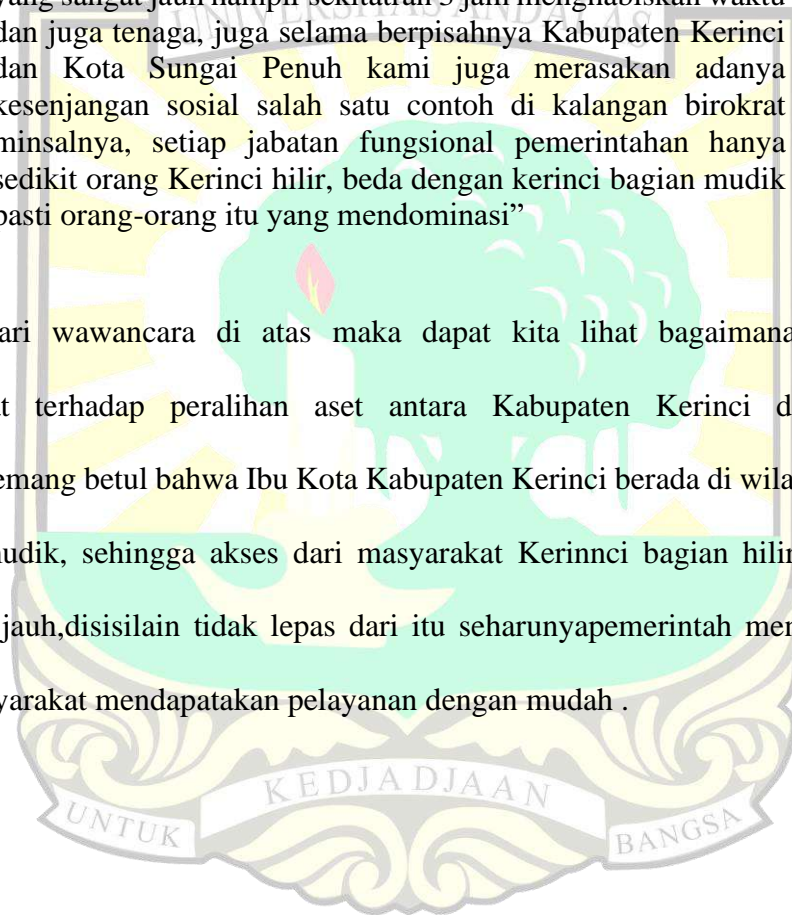 yang sangat jauh hampir sekitatran 3 jam menghabiskan waktu
UNIVERSITAS ANDALAS
dan juga tenaga, juga selama berpisahnya Kabupaten Kerinci
dan Kota Sungai Penuh kami juga merasakan adanya
kesenjangan sosial salah satu contoh di kalangan birokrat
minsalnya, setiap jabatan fungsional pemerintahan hanya
sedikit orang Kerinci hilir, beda dengan kerinci bagian mudik
pasti orang-orang itu yang mendominasi”
ari wawancara di atas maka dapat kita lihat bagaimana
at terhadap peralihan aset antara Kabupaten Kerinci d
emang betul bahwa Ibu Kota Kabupaten Kerinci berada di wila
mudik, sehingga akses dari masyarakat Kerinnci bagian hilir
jauh,disisilain tidak lepas dari itu seharunyapemerintah men
yarakat mendapatakan pelayanan dengan mudah .
UNTUK KEDJADJAAN BANGSA